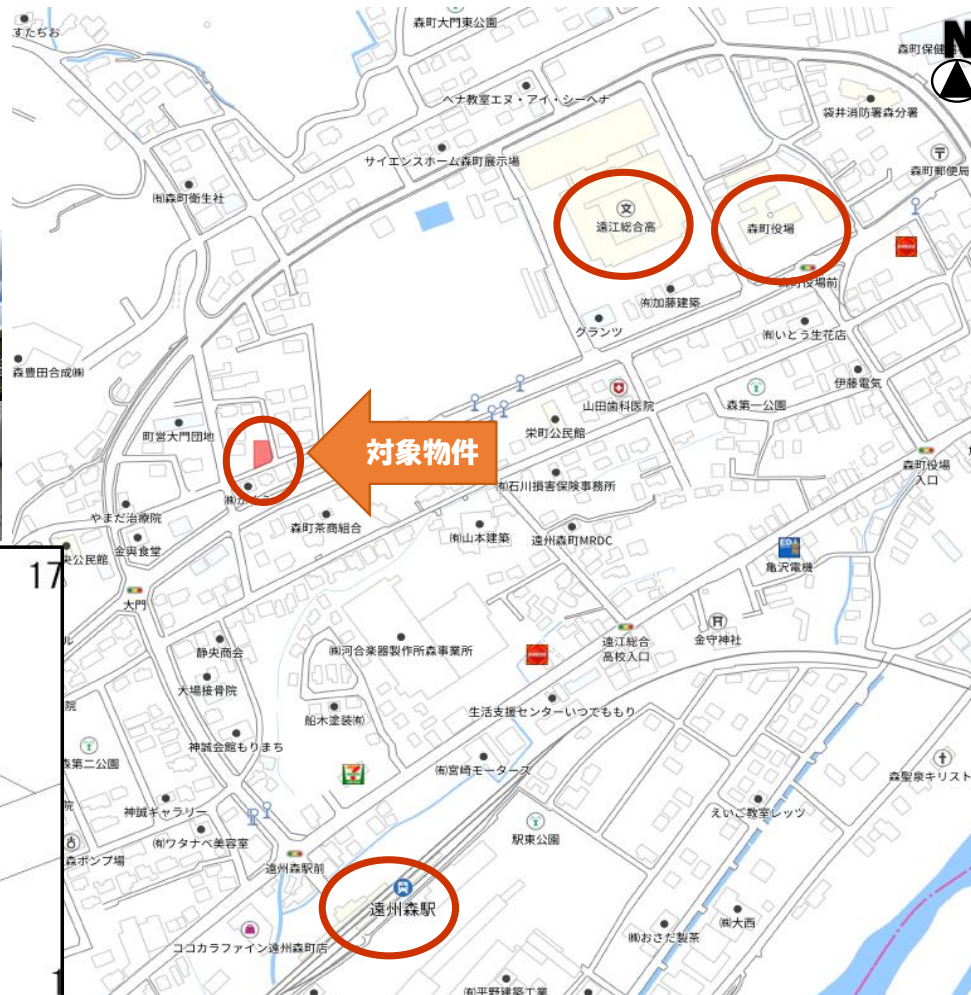 すたぢお
森町大門東公園
N
森町保健
ヘナ教室エヌ・アイ・シーヘナ
袋井消防署森分署
サイエンスホーム森町展示場
森町郵便局
㈲森町衛生社
文
遠江総合高
森町役場
森町役場前
㈲加藤建築
グランツ
㈲いとう生花店
森豊田合成㈱
山田歯科医院
森第一公園
伊藤電気
町営大門団地
対象物件
栄町公民館
森町役場
入口
㈲石川損害保険事務所
やまだ治療院
森町茶商組合
㈲山本建築
遠州森町MRDC
央公民館
金與食堂
亀沢電機
17
大門
遠江総合
高校入口
金守神社
静央商会
㈱河合楽器製作所森事業所
大場接骨院
院
船木塗装㈲
生活支援センターいつでももり
神誠会館もりまち
森第二公園
㈲宮崎モータース
森聖泉キリスト
神誠ギャラリー
えいご教室レッツ
院
㈲ワタナベ美容室
駅東公園
森ポンプ場
遠州森駅前
遠州森駅
㈱大西
㈱おさだ製茶
ココカラファイン遠州森町店
㈲平野建築工業
1